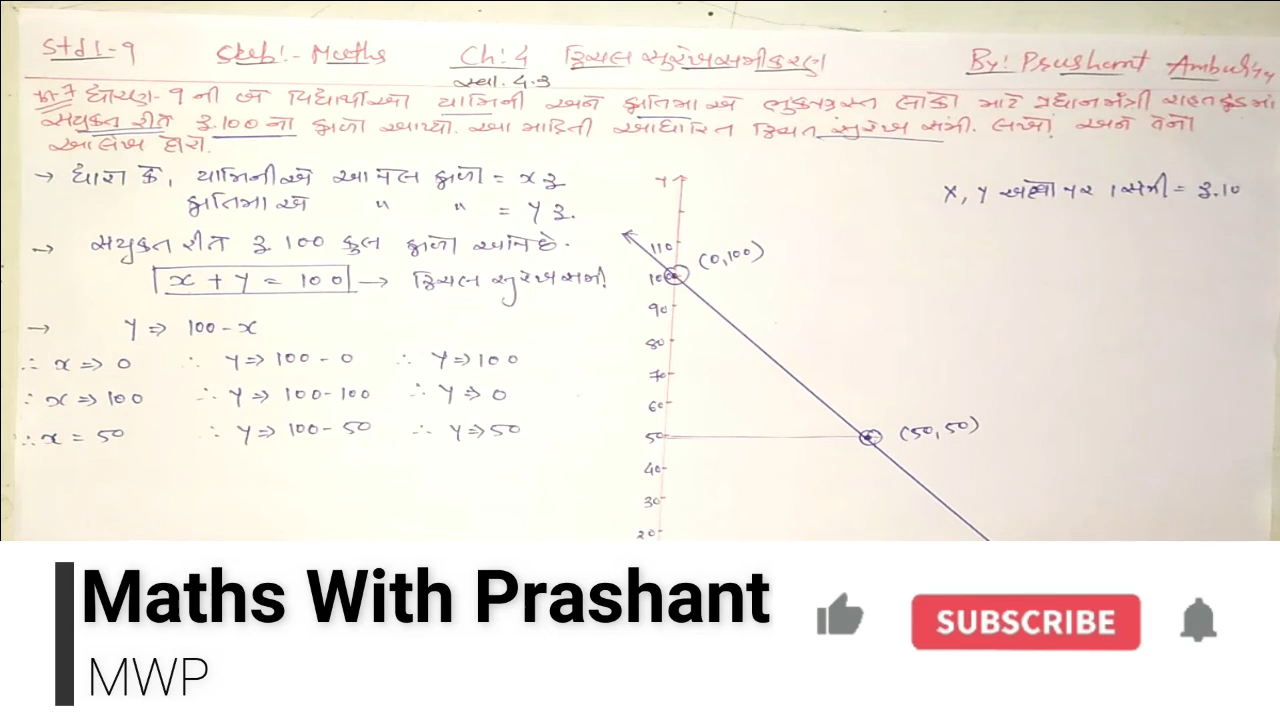 Std:- 9 Sub:- Maths Ch: 4 દ્વિચલ સુરેખ સમીકરણ By: Prashant
સ્વા. 4.3
પ્ર-7 ધોરણ-9 ની બે વિદ્યાર્થીઓ યામિની અને ફાતિમાએ ભૂકંપગ્રસ્ત લોકો માટે પ્રધાનમંત્રી રાહત ફંડમાં
સંયુક્ત રીતે રૂ.100 ના ફાળો આપ્યો. આ માહિતી આધારિત દ્વિચલ સુરેખ સમી. લખો અને તેનો
આલેખ દોરો.
→ ધારો કે, યામિનીએ આપેલ ફાળો = x રૂ
ફાતિમાએ " " = y રૂ.
→ સંયુક્ત રીતે રૂ 100 કુલ ફાળો આપે છે.
x + y = 100 → દ્વિચલ સુરેખ સમી.
→ y ⇒ 100 - x
∴ x ⇒ 0 ∴ y ⇒ 100 - 0 ∴ y ⇒ 100
∴ x ⇒ 100 ∴ y ⇒ 100-100 ∴ y ⇒ 0
∴ x = 50 ∴ y ⇒ 100-50 ∴ y ⇒ 50
X, Y અક્ષો પર 1 સેમી = રૂ.10
Y
110
(0,100)
100
90
80
70
60
50
(50,50)
40
30
20
Maths With Prashant
MWP
SUBSCRIBE